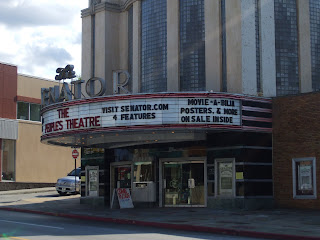 SENATOR
THE
PEOPLE'S THEATRE
VISIT SENATOR.COM
4 FEATURES
MOVIE-A-BILIA
POSTERS, & MORE
ON SALE INSIDE